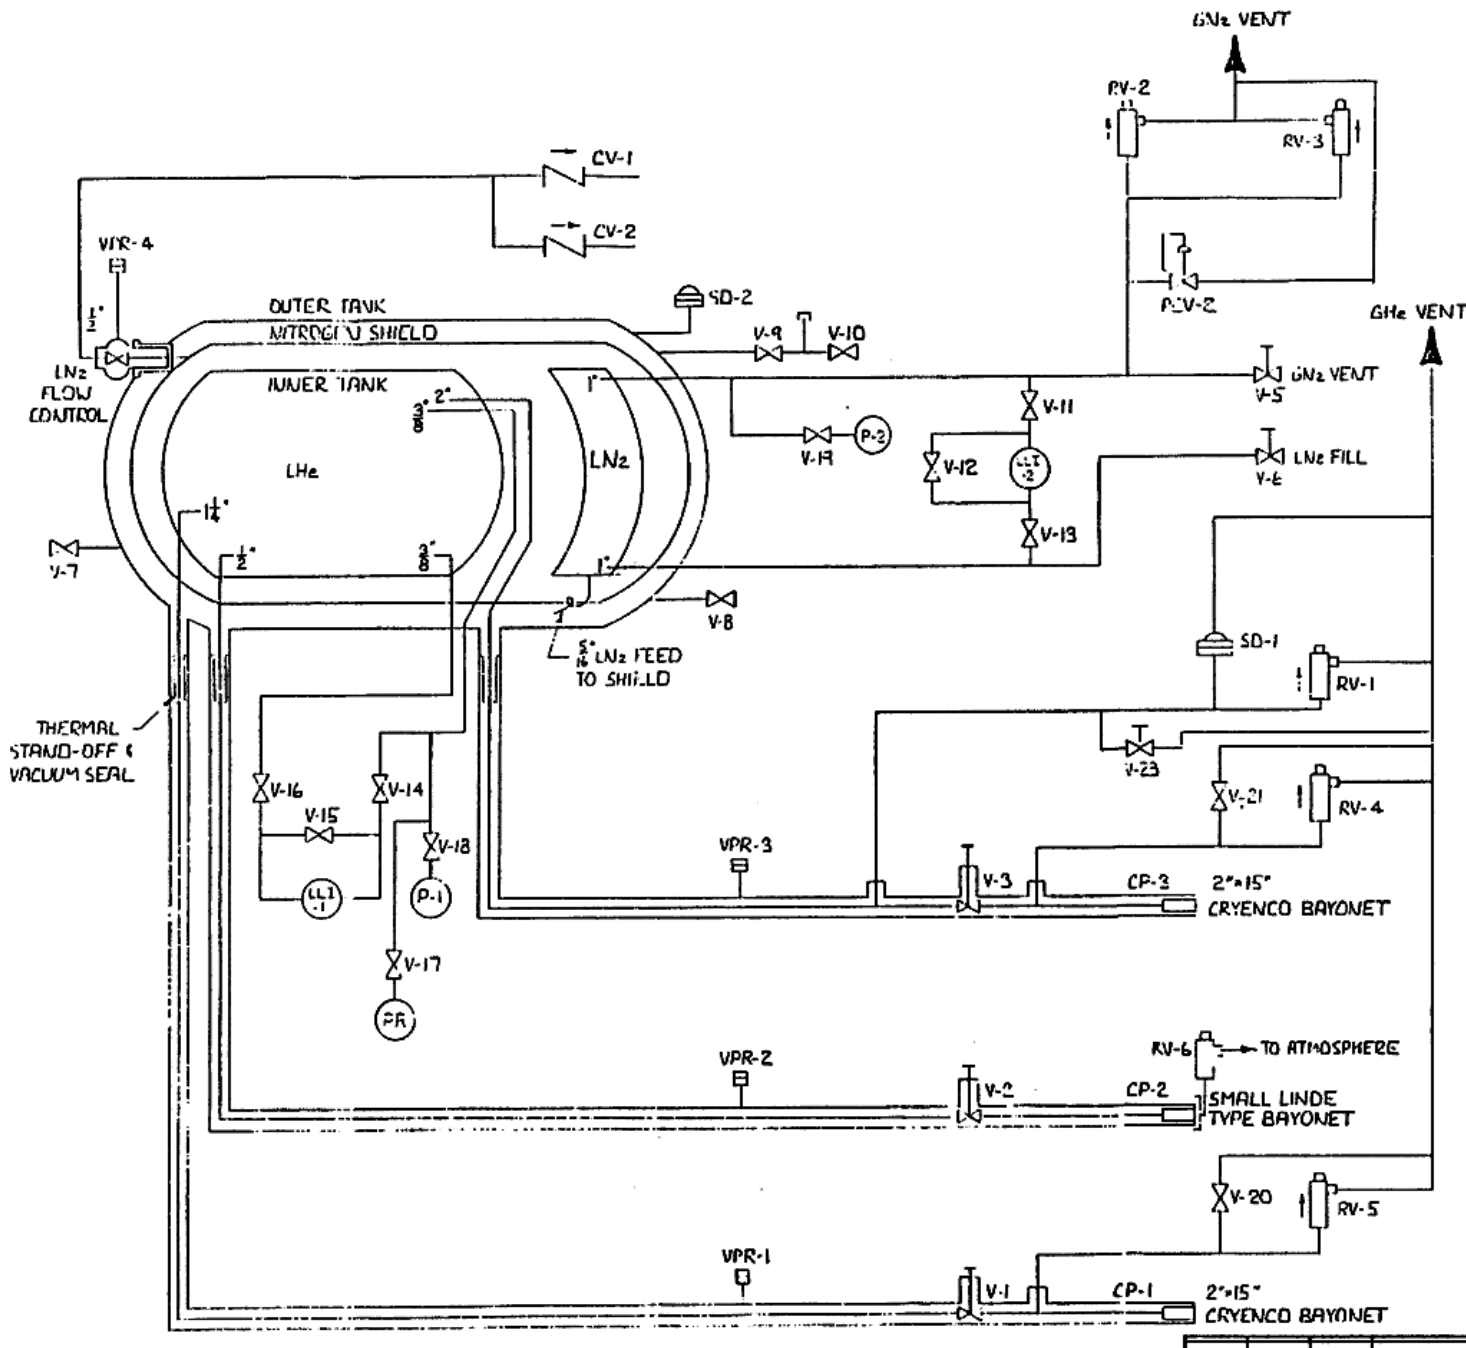 GN2 VENT
RV-2
RV-3
CV-1
CV-2
VPR-4
1/2"
OUTER TANK
NITROGEN SHIELD
INNER TANK
SD-2
V-9
V-10
PCV-2
GHe VENT
LN2
FLOW
CONTROL
3/8"
2"
1"
V-11
V-5
GN2 VENT
LHe
LN2
V-19
P-2
V-12
LLI
-2
V-6
LN2 FILL
1 1/4"
1/2"
3/8"
1"
V-13
V-7
V-8
5/16" LN2 FEED
TO SHIELD
SD-1
RV-1
THERMAL
STAND-OFF &
VACUUM SEAL
V-23
V-16
V-14
V-15
V-21
RV-4
V-18
VPR-3
V-3
CP-3
2"x15"
CRYENCO BAYONET
LLI
-1
P-1
V-17
PR
RV-6
TO ATMOSPHERE
VPR-2
V-2
CP-2
SMALL LINDE
TYPE BAYONET
V-20
RV-5
VPR-1
V-1
CP-1
2"x15"
CRYENCO BAYONET